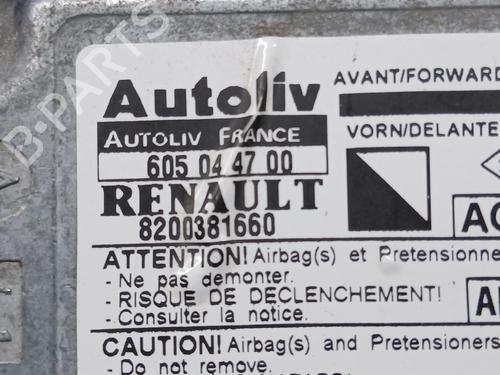 B-PARTS
Autoliv
AUTOLIV FRANCE
605 04 47 00
RENAULT
8200381660
AVANT/FORWARD
VORN/DELANTE
ATTENTION! Airbag(s) et Pretensionne
- Ne pas demonter.
- RISQUE DE DECLENCHEMENT!
- Consulter la notice.
CAUTION! Airbag(s) and Pretensioners
- Do not remove.